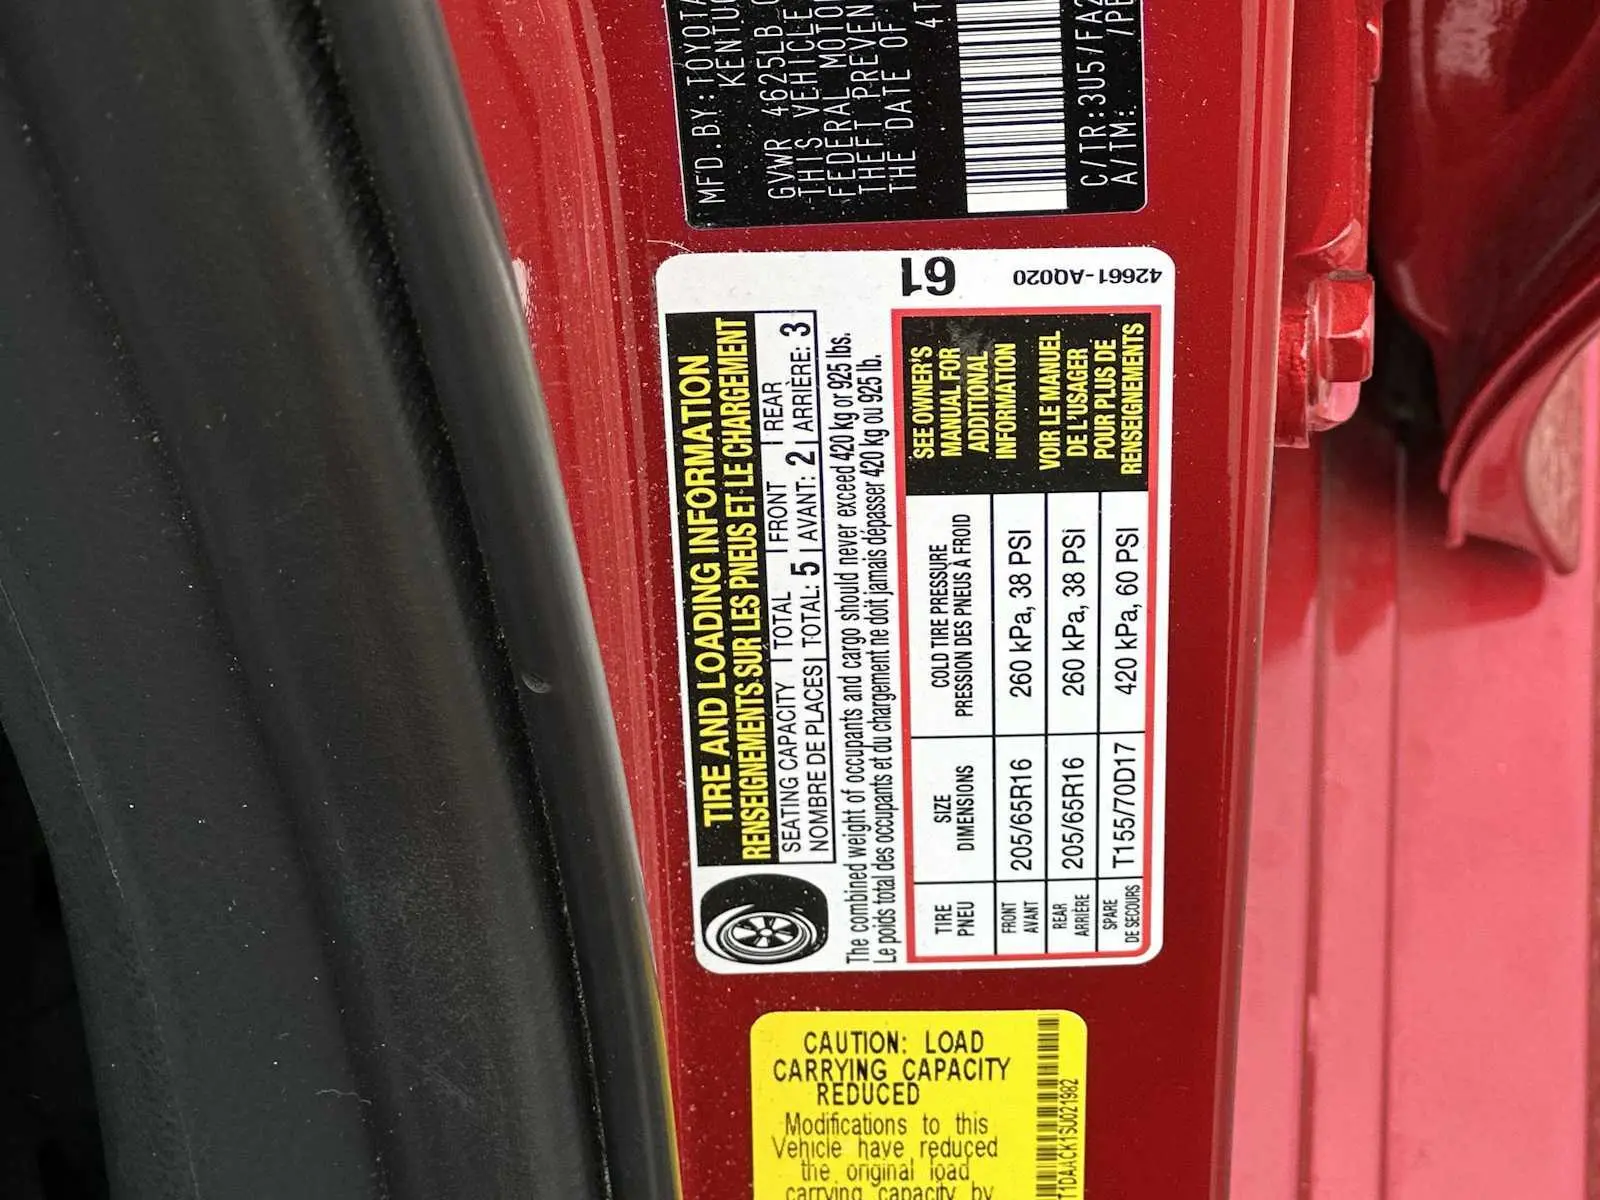 MFD.BY:TOYOTA
GVWR 4625LB
THIS VEHICLE
FEDERAL MOTOR
THEFT PREVEN
THE DATE OF
C/TR:3U5/FA2
A/TM:
61
42661-AQ020
TIRE AND LOADING INFORMATION
RENSEIGNEMENTS SUR LES PNEUS ET LE CHARGEMENT
SEATING CAPACITY | TOTAL | FRONT | REAR
NOMBRE DE PLACES | TOTAL: 5 | AVANT: 2 | ARRIÈRE: 3
The combined weight of occupants and cargo should never exceed 420 kg or 925 lbs.
Le poids total des occupants et du chargement ne doit jamais dépasser 420 kg ou 925 lb.
TIRE SIZE COLD TIRE PRESSURE
PNEU DIMENSIONS PRESSION DES PNEUS À FROID
FRONT
AVANT
205/65R16 260 kPa, 38 PSI
REAR
ARRIÈRE
205/65R16 260 kPa, 38 PSI
SPARE
DE SECOURS
T155/70D17 420 kPa, 60 PSI
SEE OWNER'S
MANUAL FOR
ADDITIONAL
INFORMATION
VOIR LE MANUEL
DE L'USAGER
POUR PLUS DE
RENSEIGNEMENTS
CAUTION: LOAD
CARRYING CAPACITY
REDUCED
Modifications to this
Vehicle have reduced
the original load
carrying capacity by
T1DAACK1SU021982